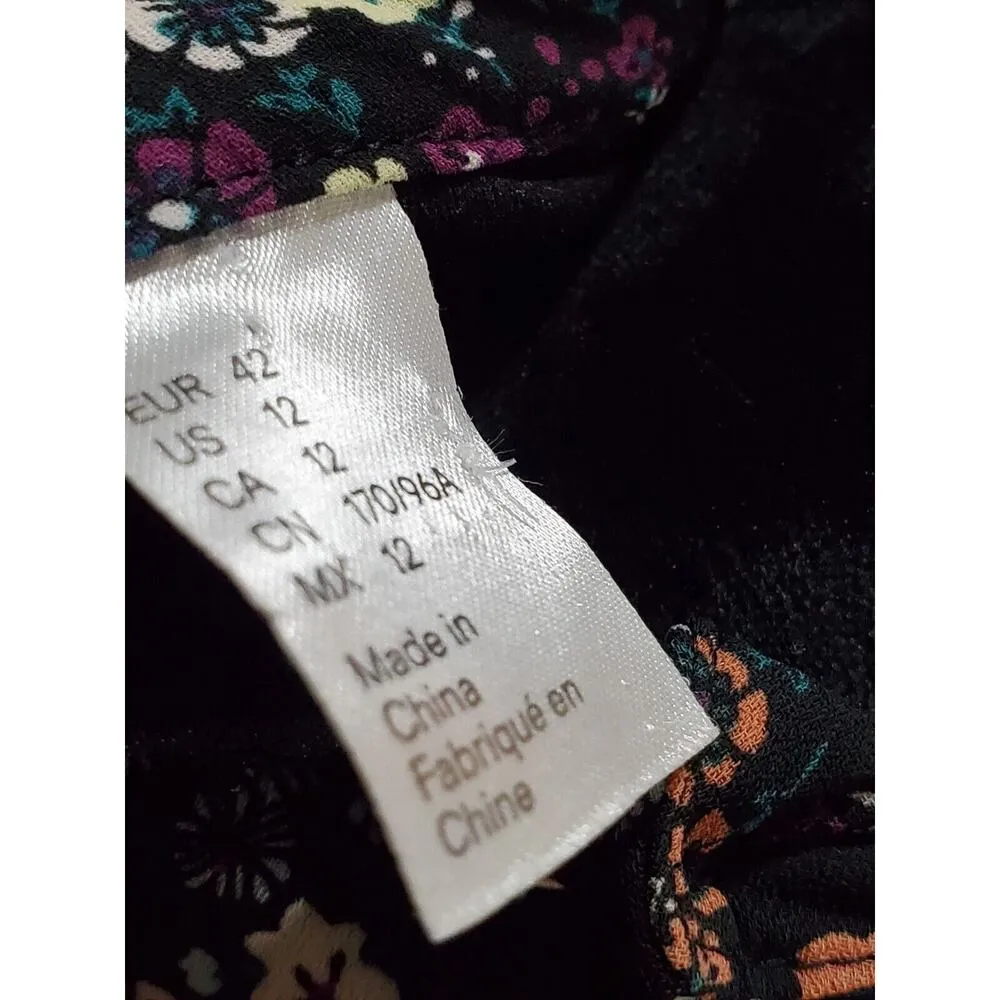 EUR 42
US 12
CA 12
CN 170/96A
MX 12
Made in
China
Fabriqué en
Chine